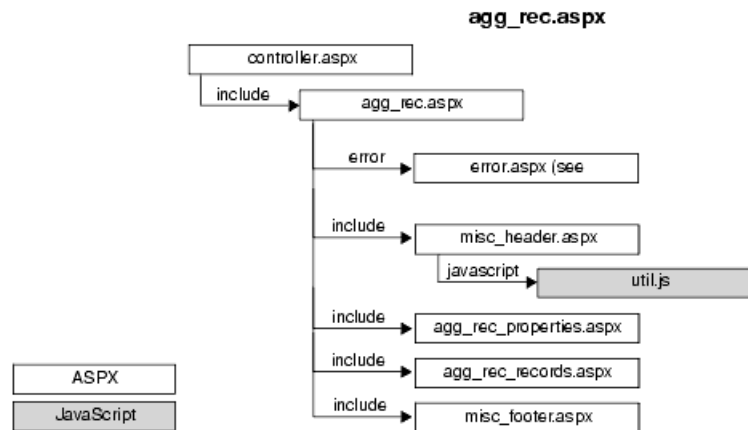 agg_rec.aspx
controller.aspx
include
agg_rec.aspx
error
error.aspx (see
include
misc_header.aspx
javascript
util.js
include
agg_rec_properties.aspx
include
agg_rec_records.aspx
ASPX
include
misc_footer.aspx
JavaScript